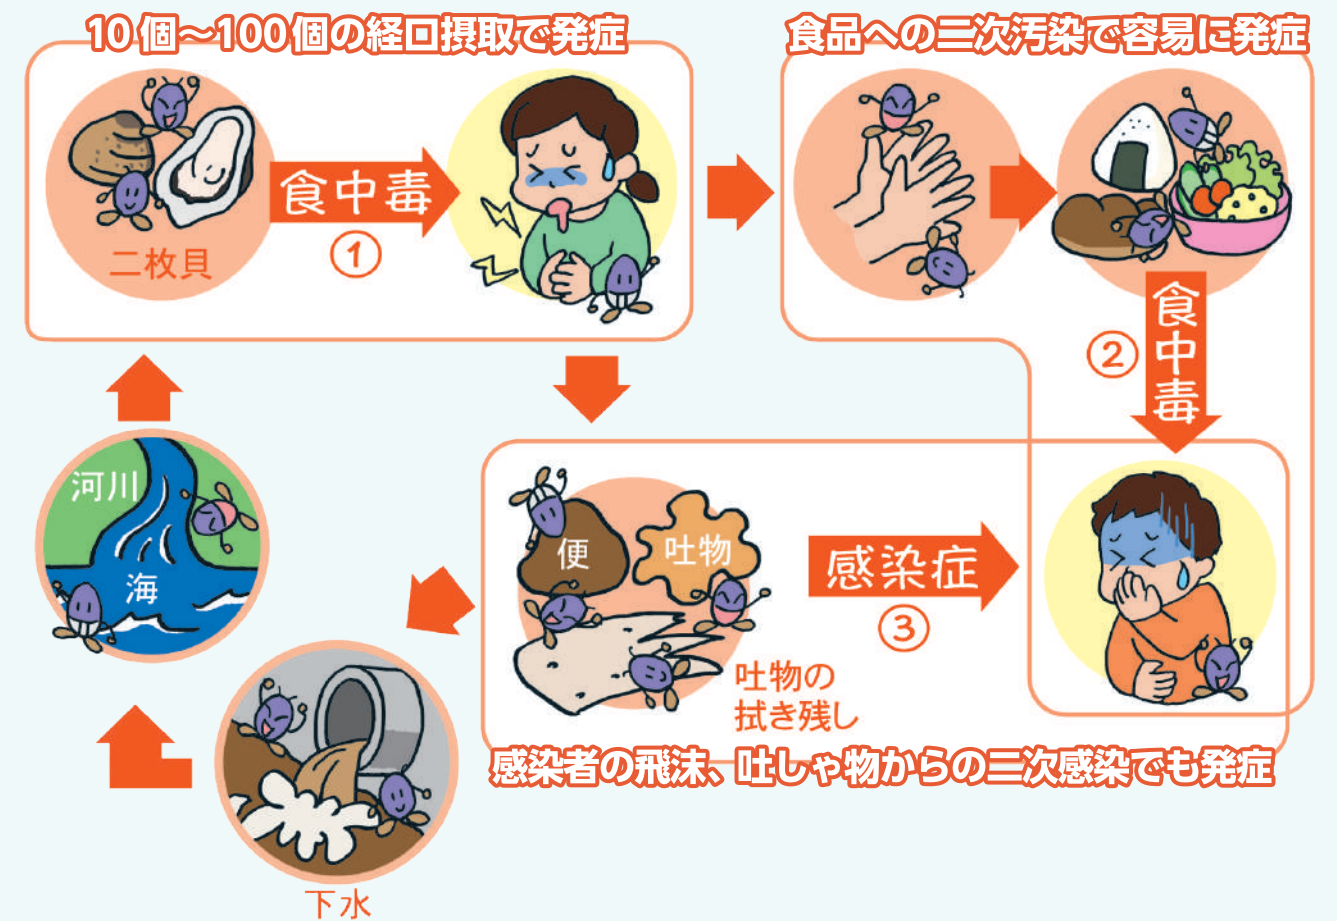 10個～100個の経口摂取で発症
食品への二次汚染で容易に発症
二枚貝
食中毒
①
食中毒
②
河川
海
便
吐物
吐物の
拭き残し
感染症
③
感染者の飛沫、吐しゃ物からの二次感染でも発症
下水